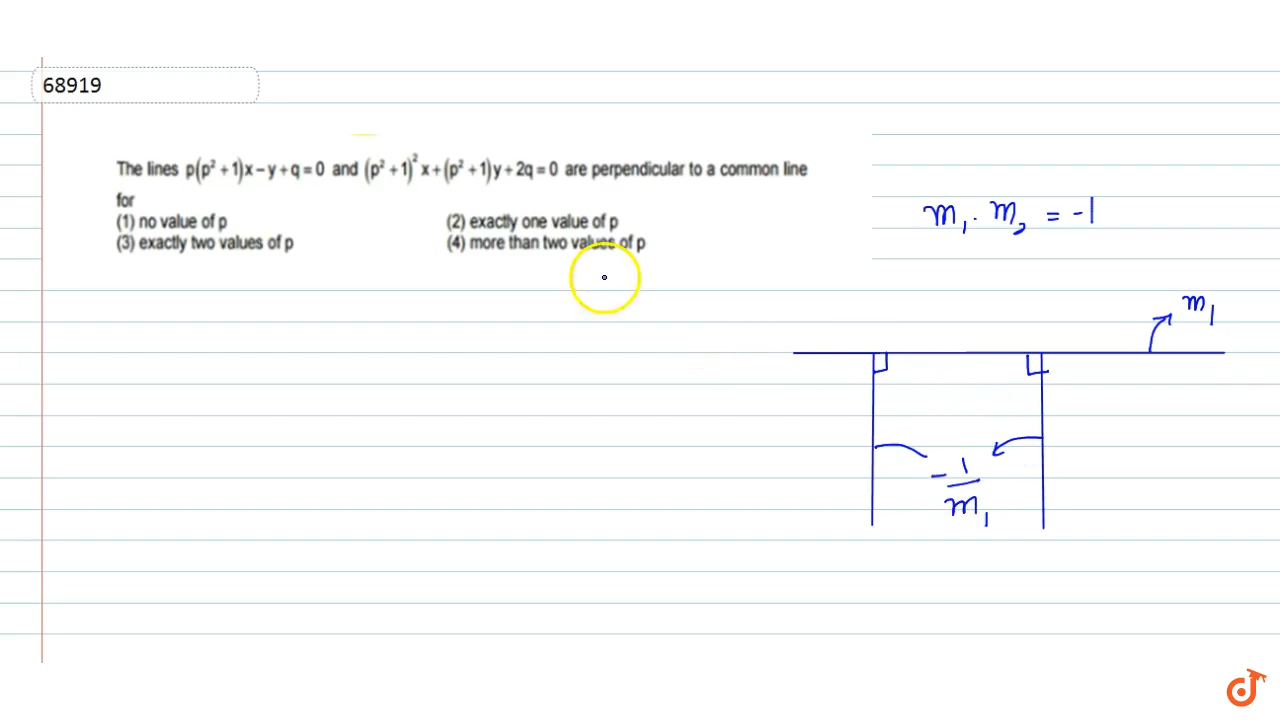 68919
The lines p(p² + 1)x − y + q = 0 and (p² + 1)² x + (p² + 1)y + 2q = 0 are perpendicular to a common line
for
(1) no value of p (2) exactly one value of p
(3) exactly two values of p (4) more than two values of p
m₁ . m₂ = -1
m₁
- 1/m₁